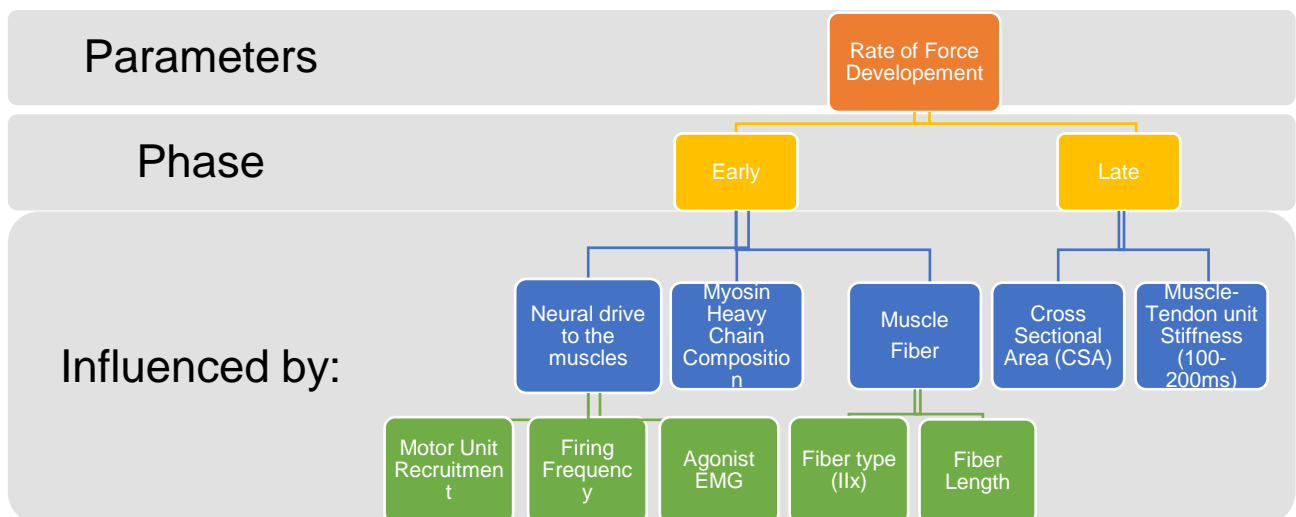 Parameters
Rate of Force
Developement
Phase
Early
Late
Influenced by:
Neural drive
to the
muscles
Myosin
Heavy
Chain
Compositio
n
Muscle
Fiber
Cross
Sectional
Area (CSA)
Muscle-
Tendon unit
Stiffness
(100-
200ms)
Motor Unit
Recruitmen
t
Firing
Frequenc
y
Agonist
EMG
Fiber type
(IIx)
Fiber
Length